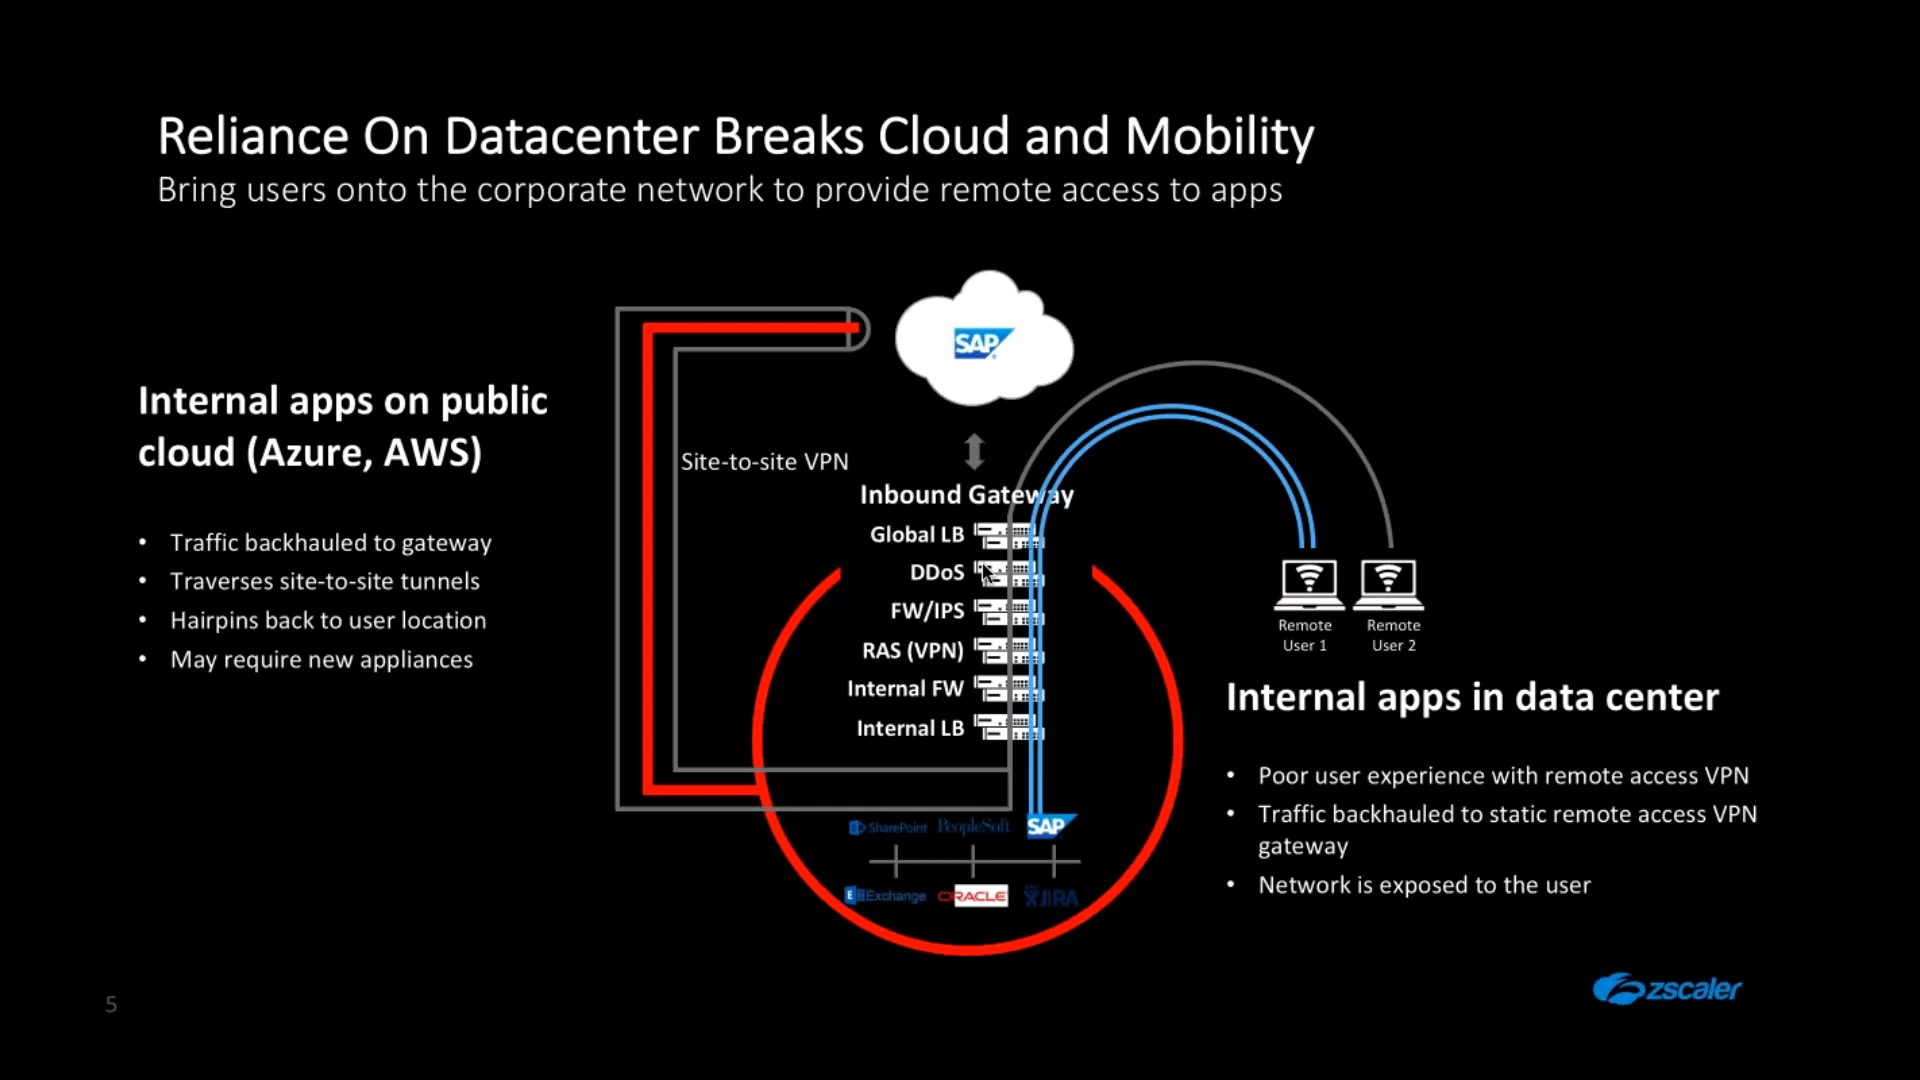 Reliance On Datacenter Breaks Cloud and Mobility
Bring users onto the corporate network to provide remote access to apps
SAP
Internal apps on public
cloud (Azure, AWS)
• Traffic backhauled to gateway
• Traverses site-to-site tunnels
• Hairpins back to user location
• May require new appliances
Site-to-site VPN
Inbound Gateway
Global LB
DDoS
FW/IPS
RAS (VPN)
Internal FW
Internal LB
SharePoint PeopleSoft SAP
Exchange ORACLE JIRA
Remote
User 1
Remote
User 2
Internal apps in data center
• Poor user experience with remote access VPN
• Traffic backhauled to static remote access VPN
gateway
• Network is exposed to the user
5
zscaler